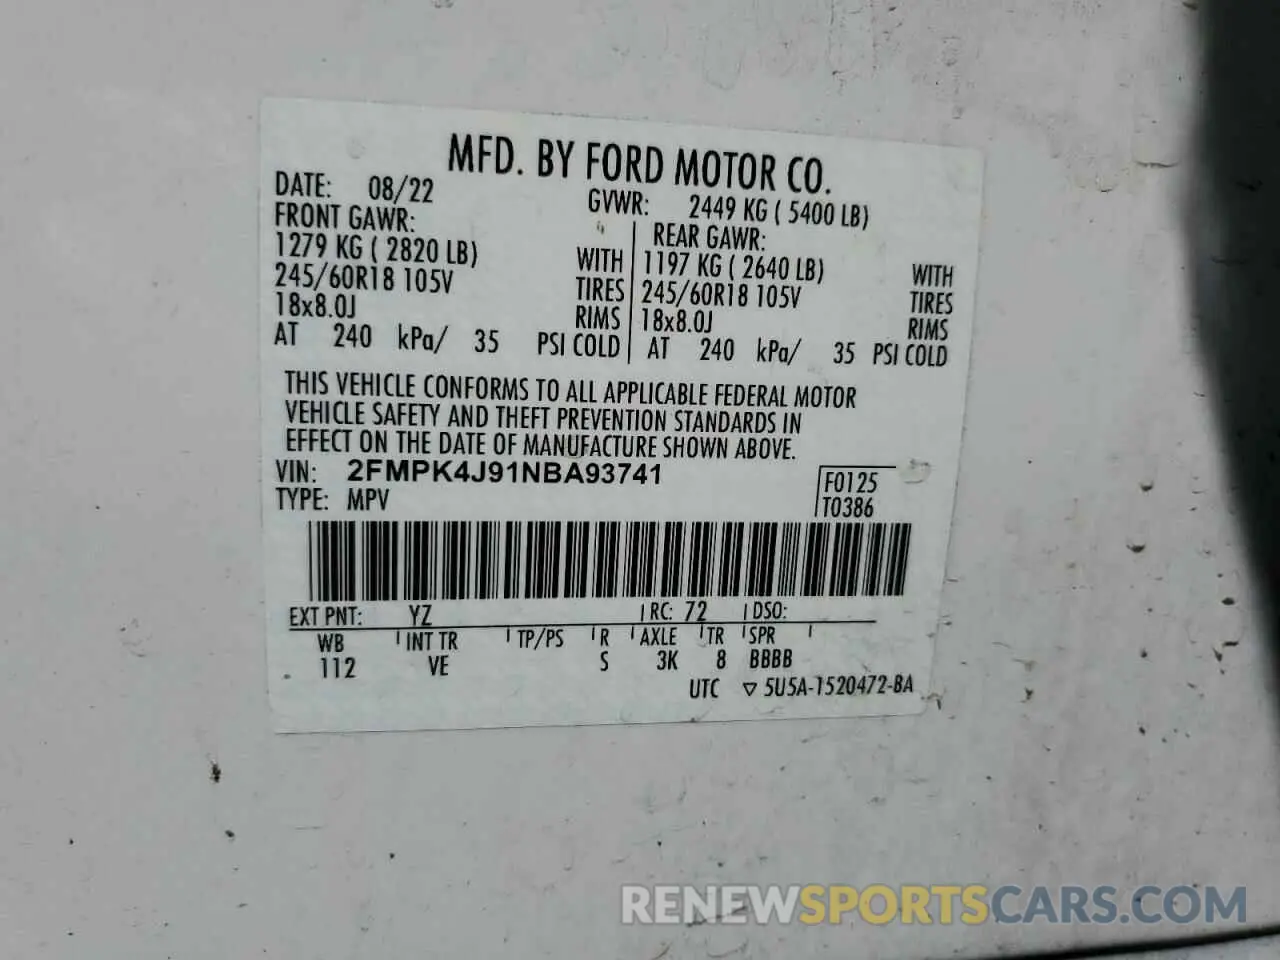 MFD. BY FORD MOTOR CO.
DATE: 08/22
GVWR: 2449 KG ( 5400 LB)
FRONT GAWR:
1279 KG ( 2820 LB) WITH
245/60R18 105V TIRES
18x8.0J RIMS
AT 240 kPa/ 35 PSI COLD
REAR GAWR:
1197 KG ( 2640 LB) WITH
245/60R18 105V TIRES
18x8.0J RIMS
AT 240 kPa/ 35 PSI COLD
THIS VEHICLE CONFORMS TO ALL APPLICABLE FEDERAL MOTOR
VEHICLE SAFETY AND THEFT PREVENTION STANDARDS IN
EFFECT ON THE DATE OF MANUFACTURE SHOWN ABOVE.
VIN: 2FMPK4J91NBA93741
TYPE: MPV
F0125
T0386
EXT PNT: YZ RC: 72 DSO:
WB INT TR TP/PS R AXLE TR SPR
112 VE S 3K 8 BBBB
UTC ▽ 5U5A-1520472-BA
RENEWSPORTSCARS.COM